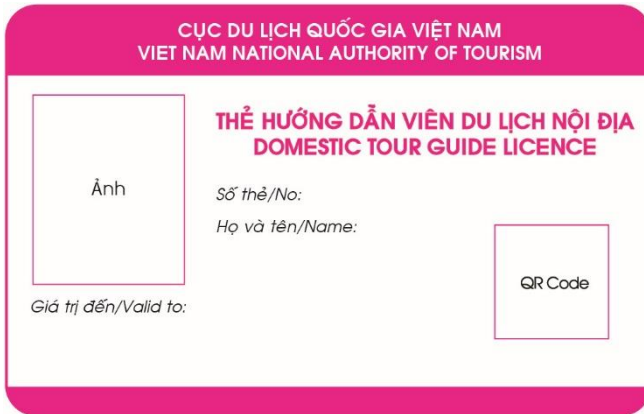 CỤC DU LỊCH QUỐC GIA VIỆT NAM
VIET NAM NATIONAL AUTHORITY OF TOURISM
THẺ HƯỚNG DẪN VIÊN DU LỊCH NỘI ĐỊA
DOMESTIC TOUR GUIDE LICENCE
Ảnh
Số thẻ/No:
Họ và tên/Name:
QR Code
Giá trị đến/Valid to: